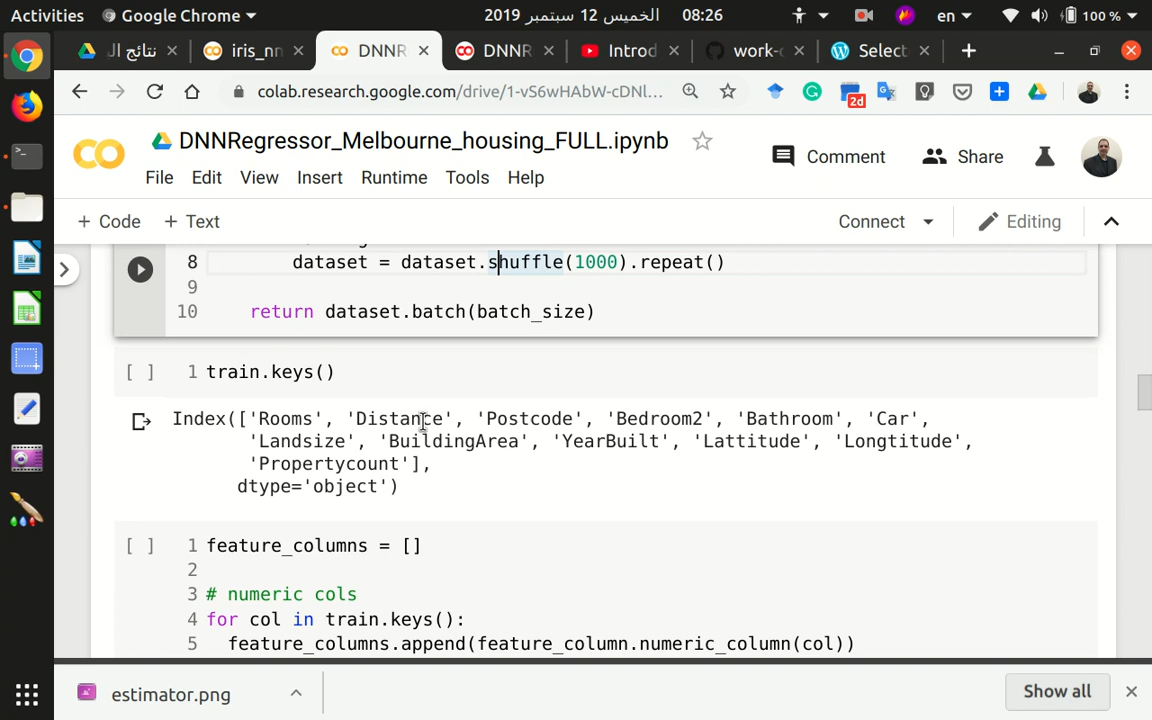 Activities Google Chrome الخميس 12 سبتمبر 2019 08:26 en 100 %
نتائج ال iris_nn DNNR DNNR Introd work- Select
colab.research.google.com/drive/1-vS6wHAbW-cDNl... 2d
DNNRegressor_Melbourne_housing_FULL.ipynb Comment Share
File Edit View Insert Runtime Tools Help
+ Code + Text Connect Editing
8 dataset = dataset.shuffle(1000).repeat()
9
10 return dataset.batch(batch_size)
[ ] 1 train.keys()
Index(['Rooms', 'Distance', 'Postcode', 'Bedroom2', 'Bathroom', 'Car',
'Landsize', 'BuildingArea', 'YearBuilt', 'Lattitude', 'Longtitude',
'Propertycount'],
dtype='object')
[ ] 1 feature_columns = []
2
3 # numeric cols
4 for col in train.keys():
5 feature_columns.append(feature_column.numeric_column(col))
estimator.png Show all